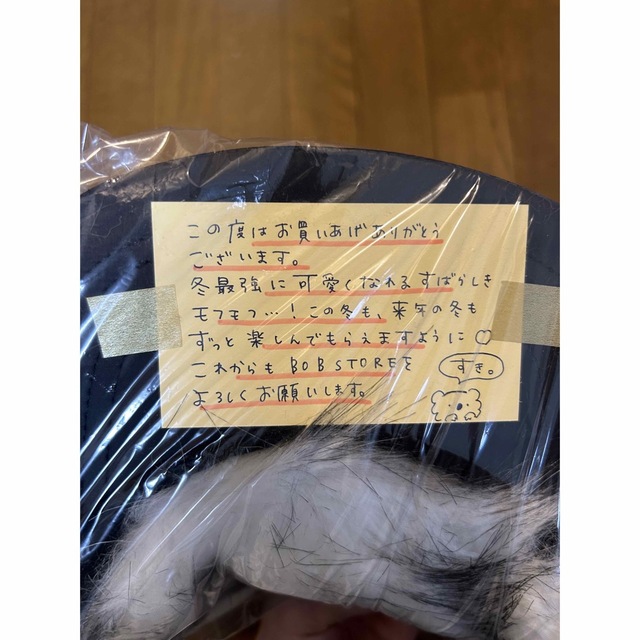 この度はお買いあげありがとう
ございます。
冬最強に可愛くなれるすばらしき
モフモフ…!この冬も、来年の冬も
ずっと楽しんでもらえますように♡
これからもBOBSTOREを
よろしくお願いします。
すき。